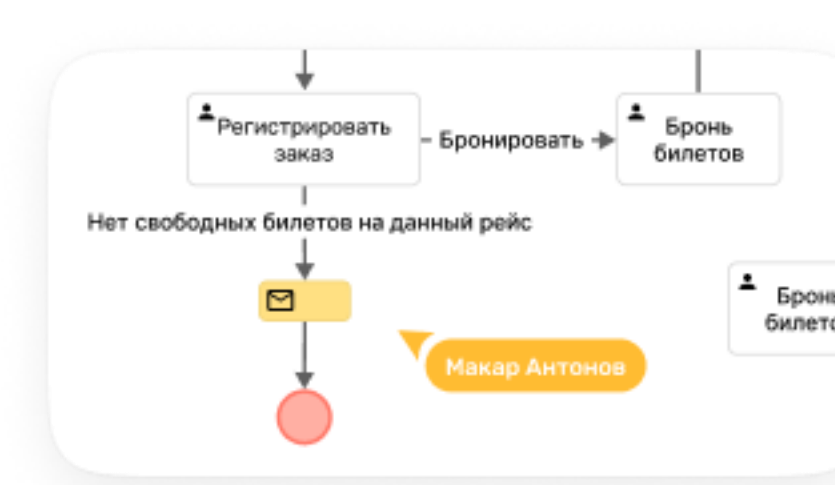 Регистрировать
заказ
Бронировать
Бронь
билетов
Нет свободных билетов на данный рейс
Макар Антонов